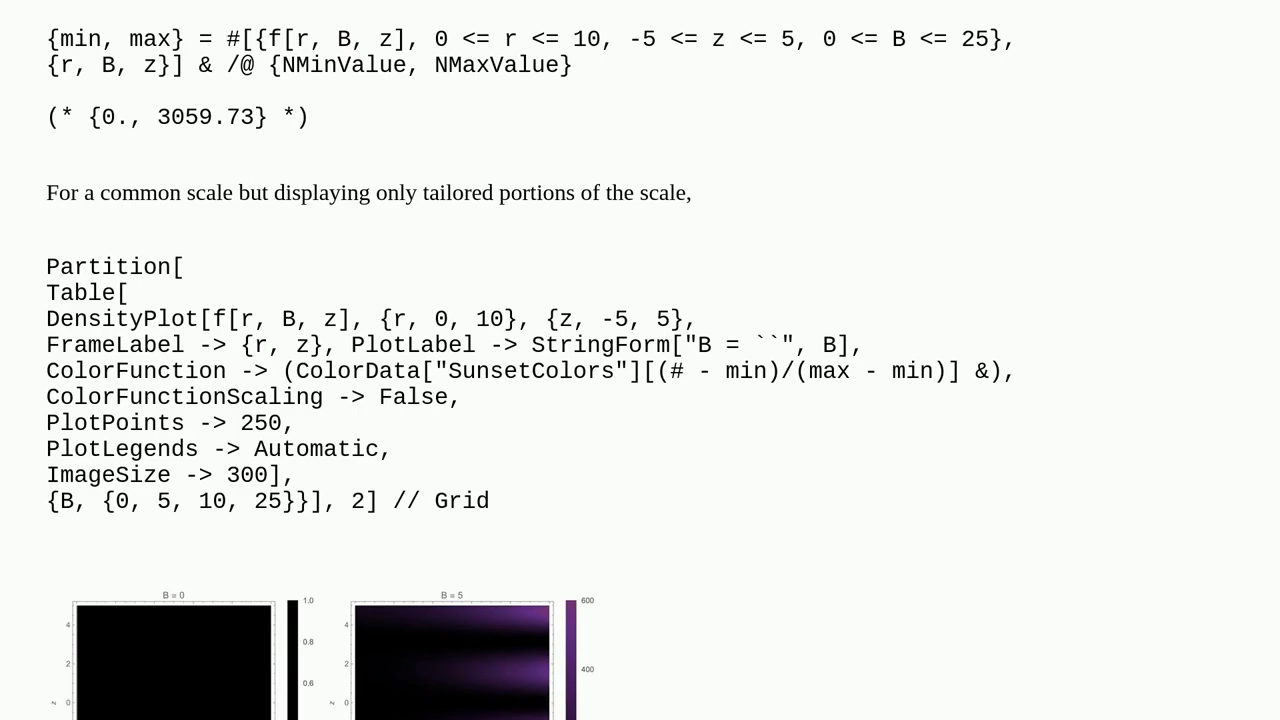 {min, max} = #[{f[r, B, z], 0 <= r <= 10, -5 <= z <= 5, 0 <= B <= 25},
{r, B, z}] & /@ {NMinValue, NMaxValue}
(* {0., 3059.73} *)
For a common scale but displaying only tailored portions of the scale,
Partition[
Table[
DensityPlot[f[r, B, z], {r, 0, 10}, {z, -5, 5},
FrameLabel -> {r, z}, PlotLabel -> StringForm["B = ``", B],
ColorFunction -> (ColorData["SunsetColors"][(# - min)/(max - min)] &),
ColorFunctionScaling -> False,
PlotPoints -> 250,
PlotLegends -> Automatic,
ImageSize -> 300],
{B, {0, 5, 10, 25}}], 2] // Grid
B = 0
4
2
0
z
1.0
0.8
0.6
B = 5
4
2
0
z
600
400